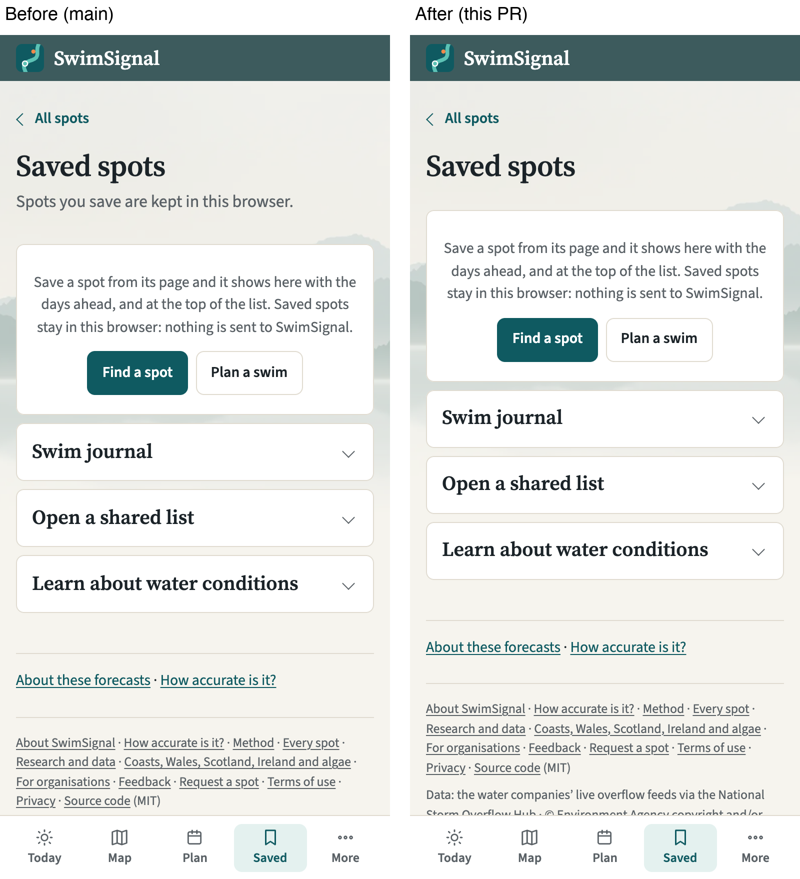 Before (main)
SwimSignal
All spots
Saved spots
Spots you save are kept in this browser.
Save a spot from its page and it shows here with the
days ahead, and at the top of the list. Saved spots
stay in this browser: nothing is sent to SwimSignal.
Find a spot
Plan a swim
Swim journal
Open a shared list
Learn about water conditions
About these forecasts · How accurate is it?
About SwimSignal · How accurate is it? · Method · Every spot ·
Research and data · Coasts, Wales, Scotland, Ireland and algae ·
For organisations · Feedback · Request a spot · Terms of use ·
Privacy · Source code (MIT)
Today
Map
Plan
Saved
More
After (this PR)
SwimSignal
All spots
Saved spots
Save a spot from its page and it shows here with the
days ahead, and at the top of the list. Saved spots
stay in this browser: nothing is sent to SwimSignal.
Find a spot
Plan a swim
Swim journal
Open a shared list
Learn about water conditions
About these forecasts · How accurate is it?
About SwimSignal · How accurate is it? · Method · Every spot ·
Research and data · Coasts, Wales, Scotland, Ireland and algae ·
For organisations · Feedback · Request a spot · Terms of use ·
Privacy · Source code (MIT)
Data: the water companies’ live overflow feeds via the National
Storm Overflow Hub · © Environment Agency copyright and/or
Today
Map
Plan
Saved
More